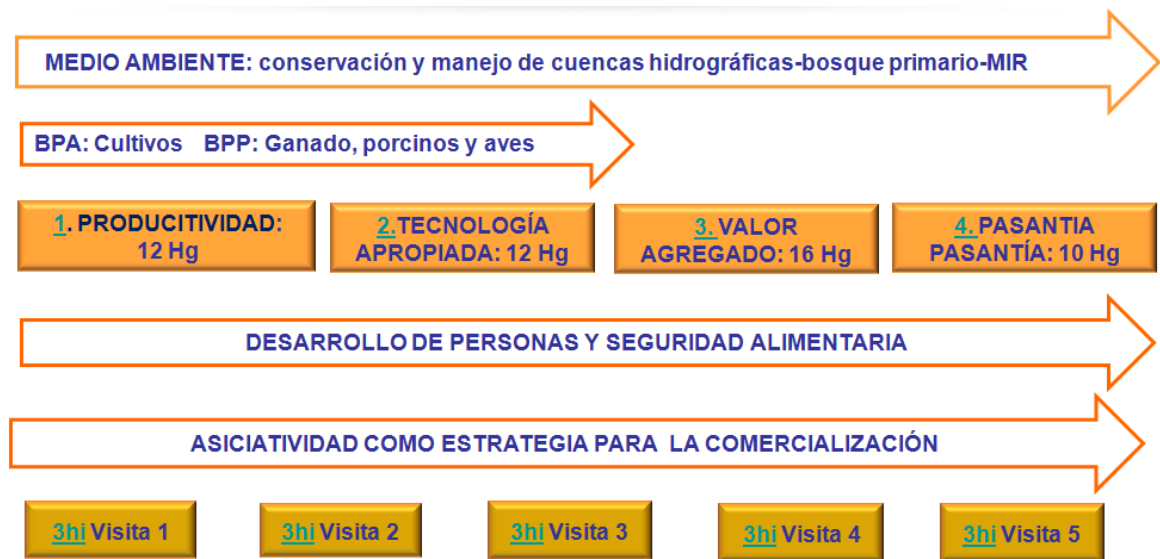 MEDIO AMBIENTE: conservación y manejo de cuencas hidrográficas-bosque primario-MIR
BPA: Cultivos BPP: Ganado, porcinos y aves
1. PRODUCITIVIDAD:
12 Hg
2.TECNOLOGÍA
APROPIADA: 12 Hg
3. VALOR
AGREGADO: 16 Hg
4. PASANTIA
PASANTÍA: 10 Hg
DESARROLLO DE PERSONAS Y SEGURIDAD ALIMENTARIA
ASICIATIVIDAD COMO ESTRATEGIA PARA LA COMERCIALIZACIÓN
3hi Visita 1
3hi Visita 2
3hi Visita 3
3hi Visita 4
3hi Visita 5